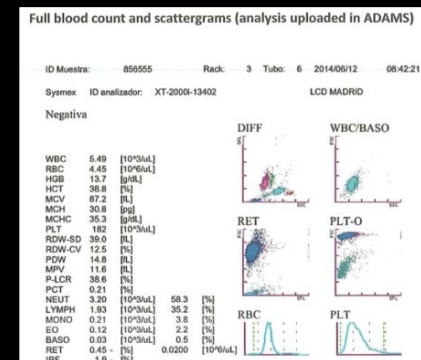 Full blood count and scattergrams (analysis uploaded in ADAMS)
ID Muestra: 856555 Rack: 3 Tubo: 6 2014/06/12 08:42:21
Sysmex ID analizador: XT-2000i-13402 LCD MADRID
Negativa
DIFF WBC/BASO
WBC 5.49 [10^3/uL]
RBC 4.45 [10^6/uL]
HGB 13.7 [g/dL]
HCT 38.8 [%]
MCV 87.2 [fL]
MCH 30.8 [pg]
MCHC 35.3 [g/dL]
PLT 182 [10^3/uL]
RDW-SD 39.0 [fL]
RDW-CV 12.5 [%]
PDW 14.8 [fL]
MPV 11.6 [fL]
P-LCR 38.6 [%]
PCT 0.21 [%]
RET PLT-O
NEUT 3.20 [10^3/uL] 58.3 [%]
LYMPH 1.93 [10^3/uL] 35.2 [%]
MONO 0.21 [10^3/uL] 3.8 [%]
EO 0.12 [10^3/uL] 2.2 [%]
BASO 0.03 [10^3/uL] 0.5 [%]
RET 0.45 - [%] 0.0200 [10^6/uL]
IRF 1.9 [%]
RBC PLT